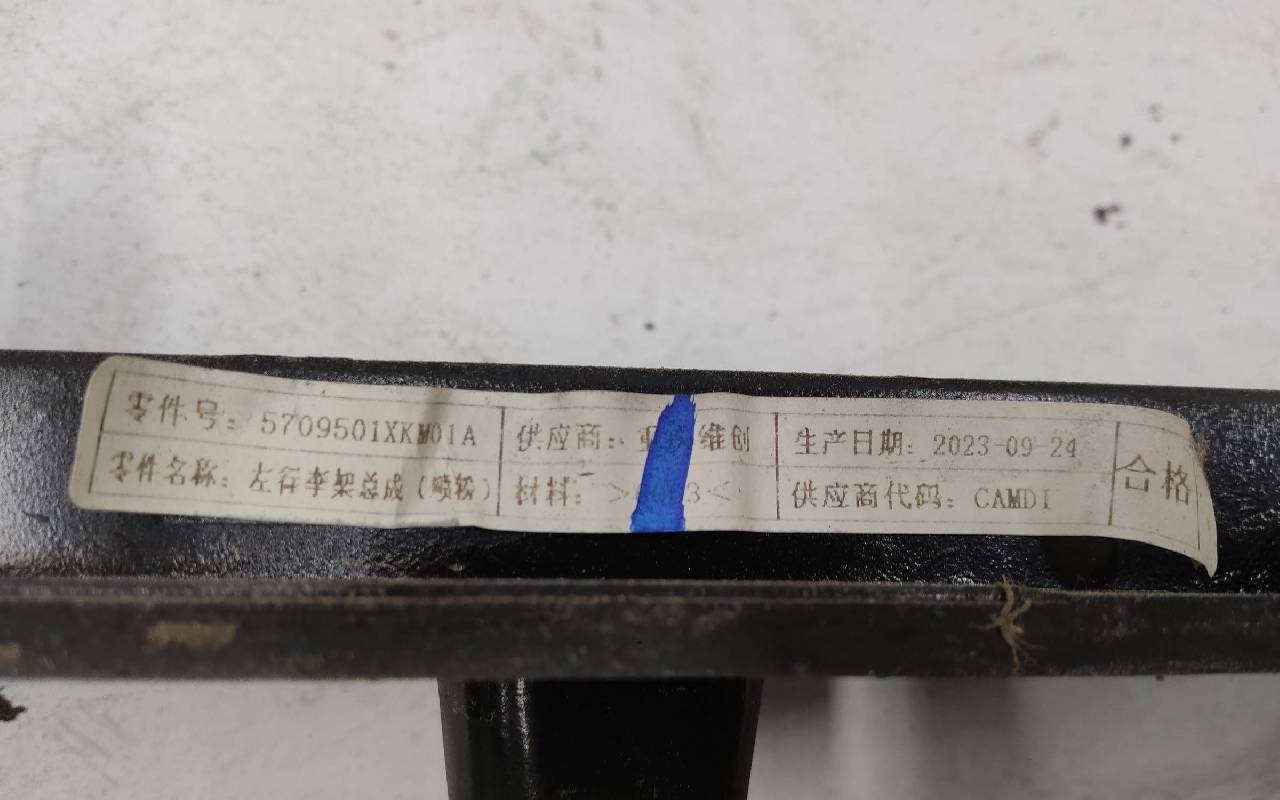 零件号：5709501XKM01A 供应商：重庆维创 生产日期：2023-09-24
零件名称：左行李架总成（喷粉） 材料： 供应商代码：CAMDI
合格